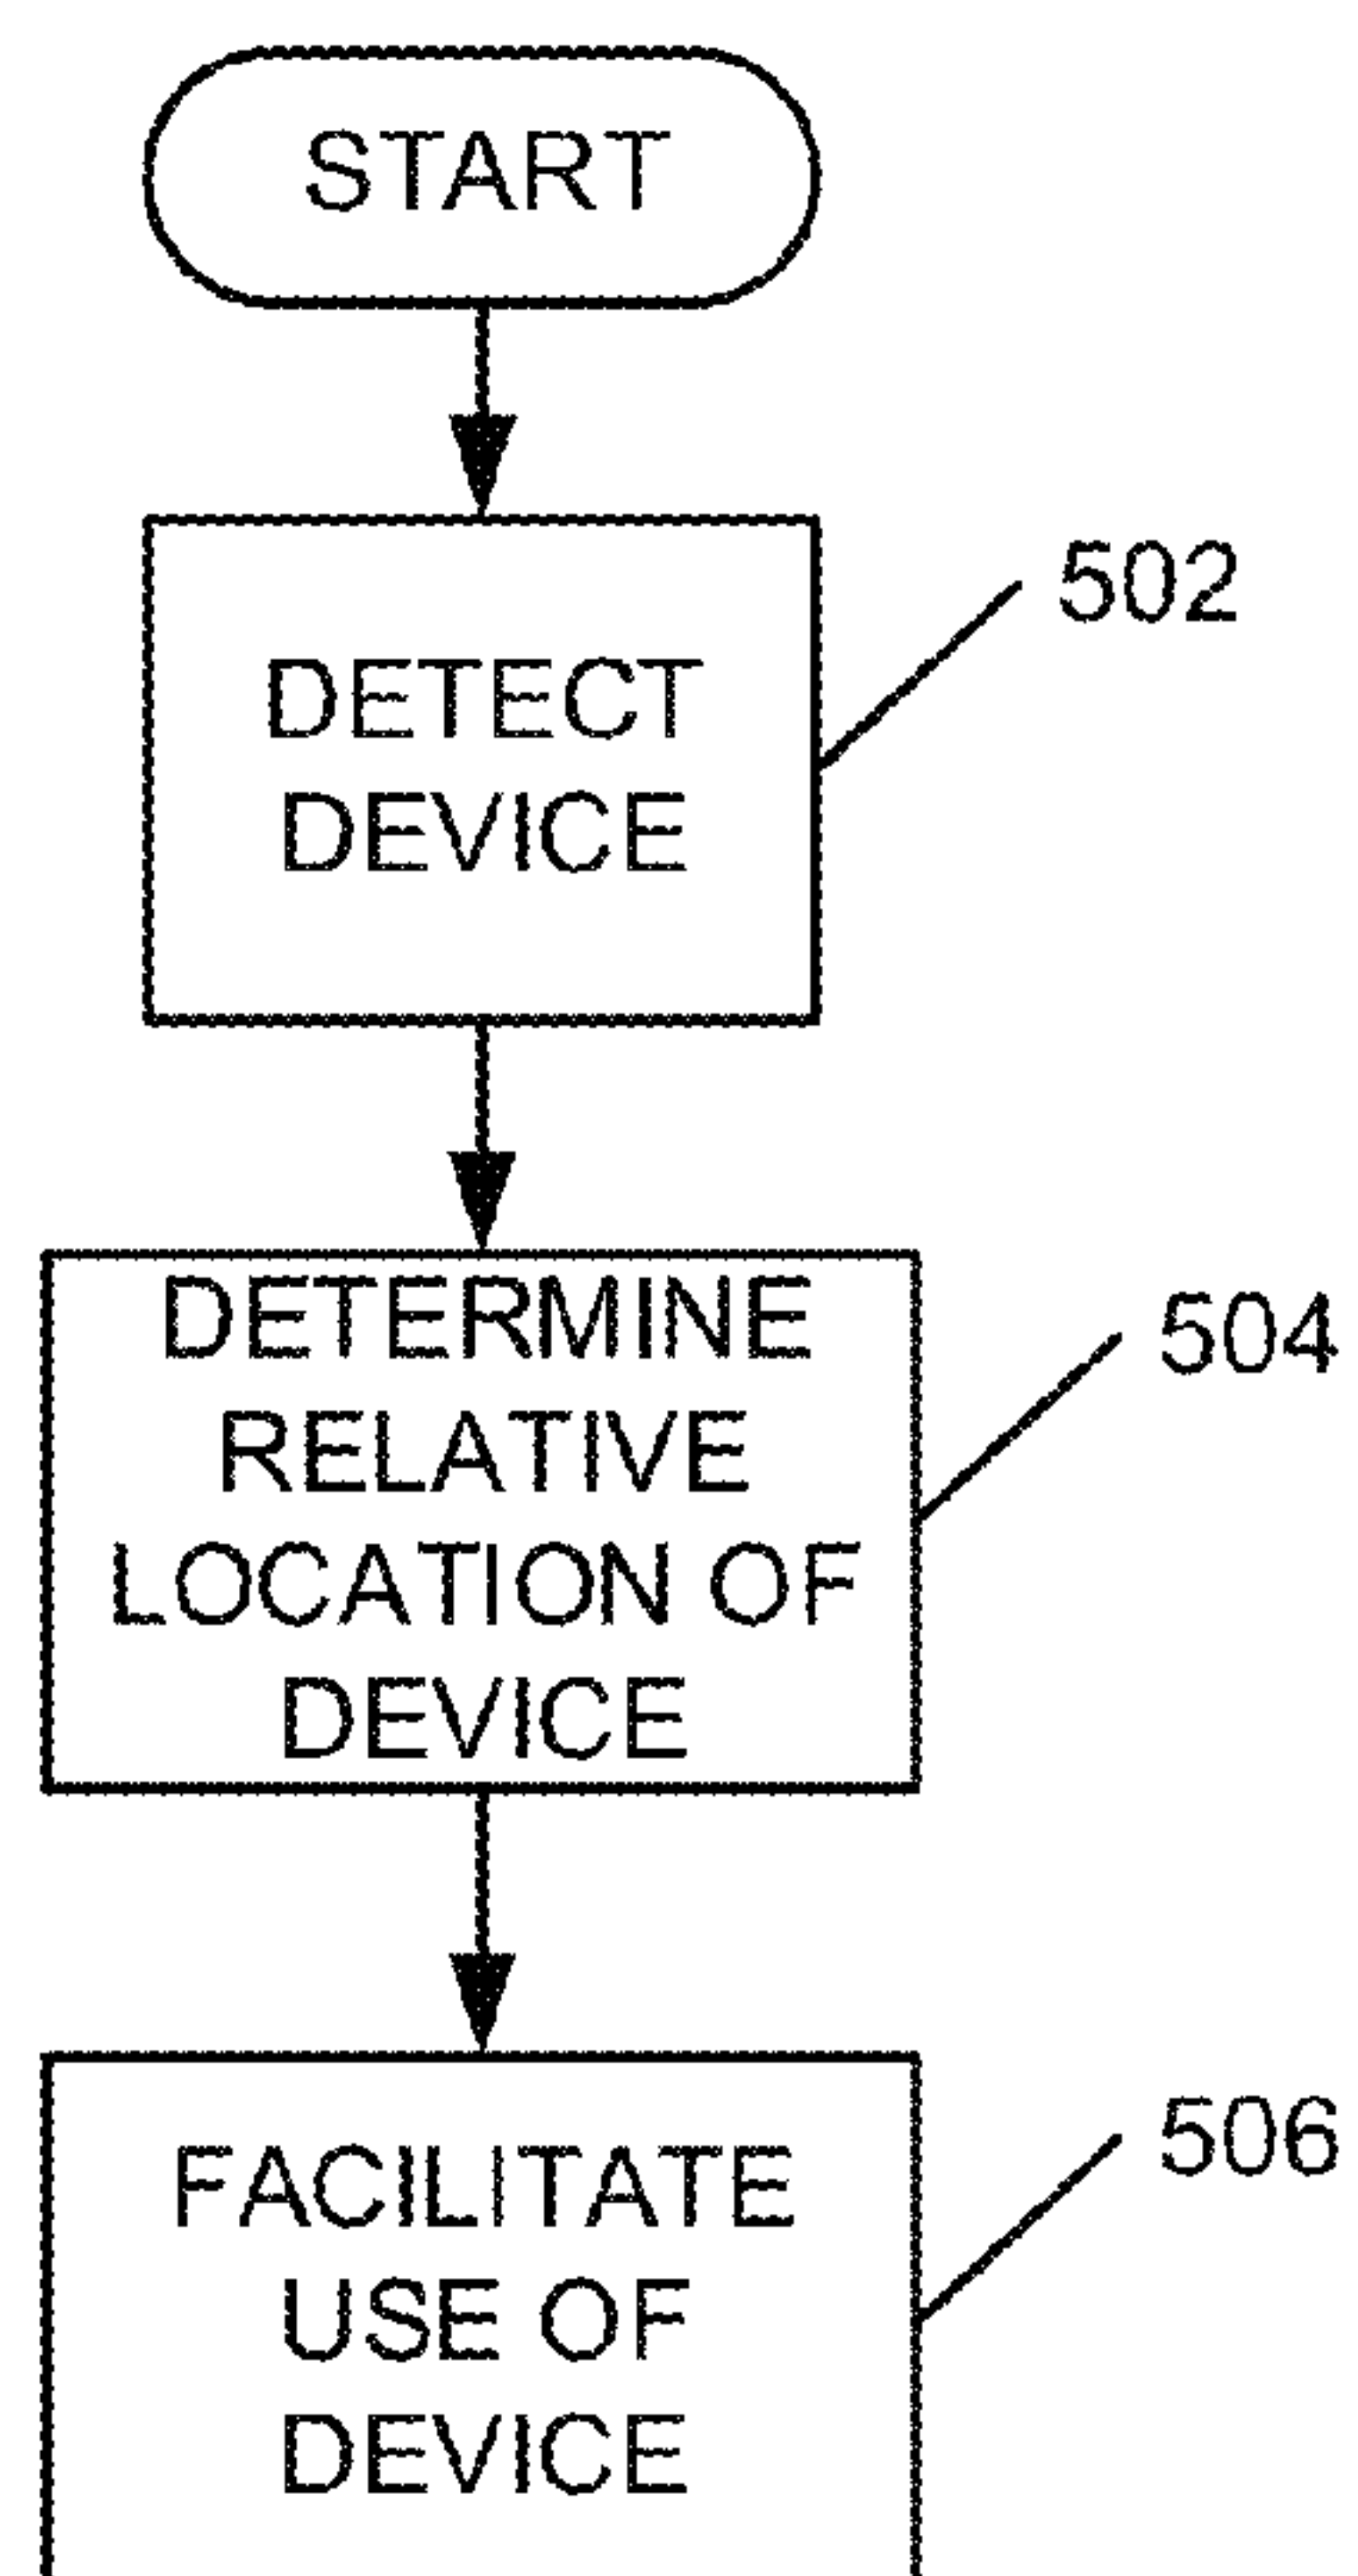 START
DETECT
DEVICE
502
DETERMINE
RELATIVE
LOCATION OF
DEVICE
504
FACILITATE
USE OF
DEVICE
506